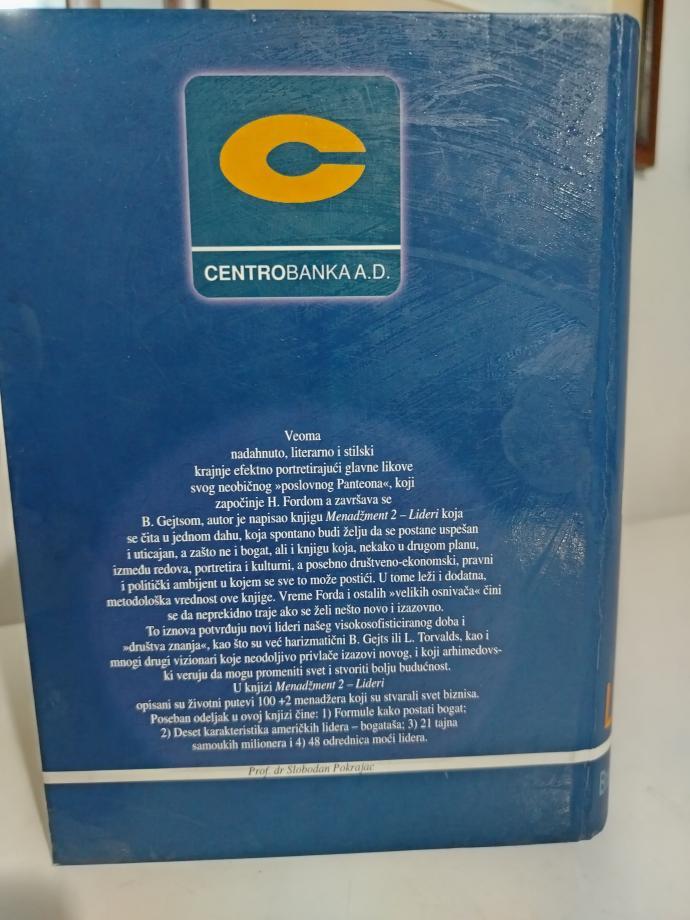 CENTROBANKA A.D.
Veoma
nadahnuto, literarno i stilski
krajnje efektno portretirajući glavne likove
svog neobičnog »poslovnog Panteona«, koji
započinje H. Fordom a završava se
B. Gejtsom, autor je napisao knjigu Menadžment 2 – Lideri koja
se čita u jednom dahu, koja spontano budi želju da se postane uspešan
i uticajan, a zašto ne i bogat, ali i knjigu koja, nekako u drugom planu,
između redova, portretira i kulturni, a posebno društveno-ekonomski, pravni
i politički ambijent u kojem se sve to može postići. U tome leži i dodatna,
metodološka vrednost ove knjige. Vreme Forda i ostalih »velikih osnivača« čini
se da neprekidno traje ako se želi nešto novo i izazovno.
To iznova potvrđuju novi lideri našeg visokosofisticiranog doba i
»društva znanja«, kao što su već harizmatični B. Gejts ili L. Torvalds, kao i
mnogi drugi vizionari koje neodoljivo privlače izazovi novog, i koji arhimedovs-
ki veruju da mogu promeniti svet i stvoriti bolju budućnost.
U knjizi Menadžment 2 – Lideri
opisani su životni putevi 100 +2 menadžera koji su stvarali svet biznisa.
Poseban odeljak u ovoj knjizi čine: 1) Formule kako postati bogat;
2) Deset karakteristika američkih lidera – bogataša; 3) 21 tajna
samoukih milionera i 4) 48 odrednica moći lidera.
Prof. dr Slobodan Pokrajac